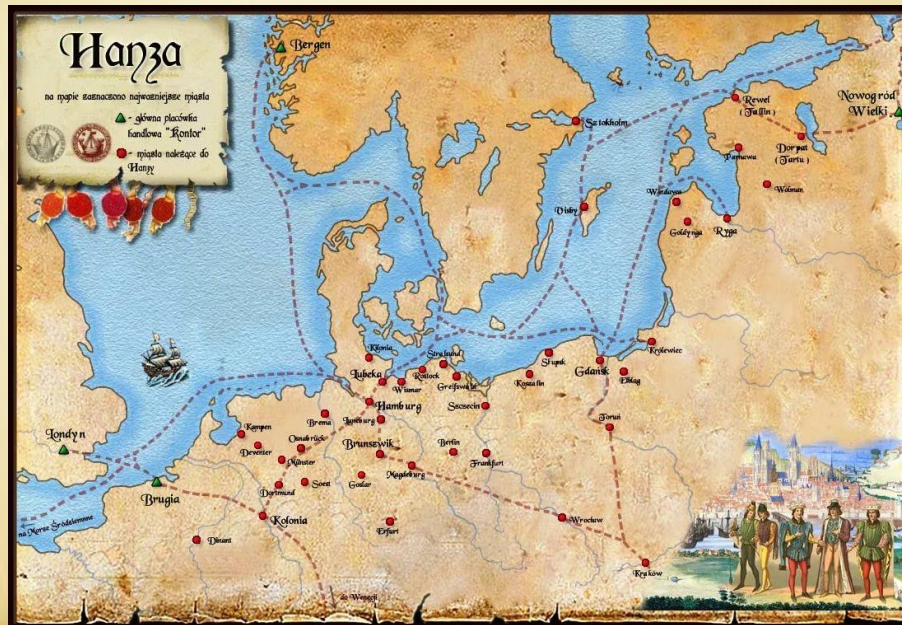 Hanza
na mapie zaznaczono najważniejsze miasta
- główna placówka
handlowa "Kontor"
- miasta należące do
Hanzy
Bergen
Sztokholm
Rewel
(Tallin)
Nowogród
Wielki
Dorpat
(Tartu)
Parnawa
Wolmar
Windawa
Goldynga
Ryga
Visby
Kilonia
Lubeka
Wismar
Rostock
Stralsund
Greifswald
Koszalin
Słupsk
Gdańsk
Elbląg
Królewiec
Hamburg
Szczecin
Toruń
Londyn
Kampen
Deventer
Brema
Osnabrück
Münster
Luneburg
Brunszwik
Berlin
Frankfurt
Magdeburg
Goslar
Soest
Dortmund
Brugia
Kolonia
Dinant
Erfurt
Wrocław
Kraków
na Morze Śródziemne
do Wenecji